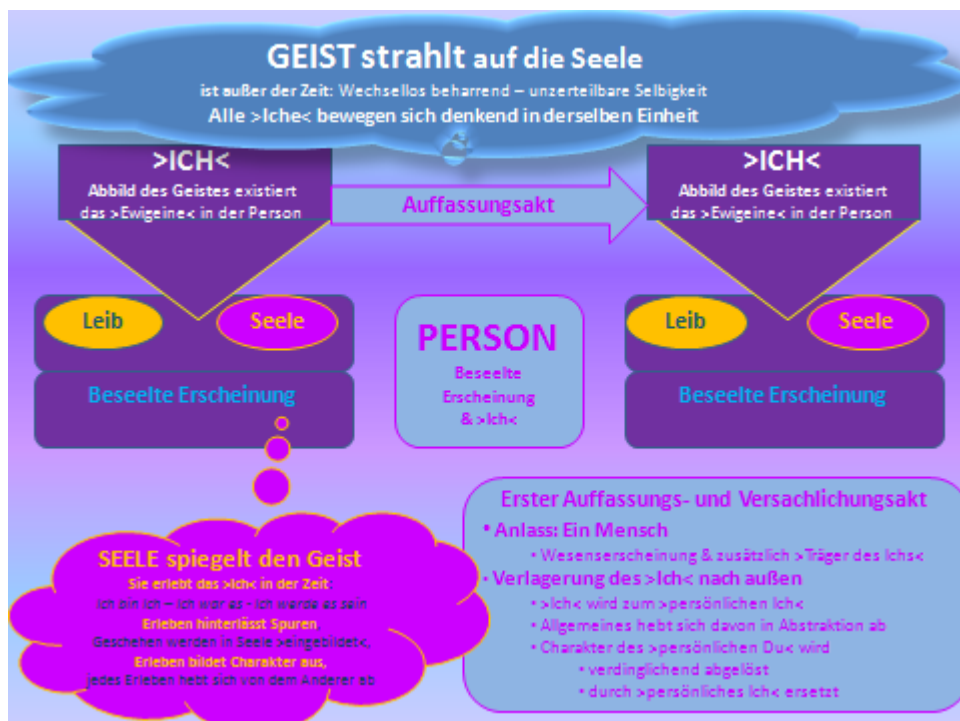 GEIST strahlt auf die Seele
ist außer der Zeit: Wechsellos beharrend – unzerteilbare Selbigkeit
Alle >Iche< bewegen sich denkend in derselben Einheit
>ICH<
Abbild des Geistes existiert
das >Ewigeine< in der Person
Auffassungsakt
>ICH<
Abbild des Geistes existiert
das >Ewigeine< in der Person
Leib
Seele
Beseelte Erscheinung
PERSON
Beseelte
Erscheinung
& >Ich<
Leib
Seele
Beseelte Erscheinung
SEELE spiegelt den Geist
Sie erlebt das >Ich< in der Zeit
Ich bin Ich – Ich war es - Ich werde es sein
Erleben hinterlässt Spuren
Geschehen werden in Seele >eingebildet<,
Erleben bildet Charakter aus,
jedes Erleben hebt sich von dem Anderer ab
Erster Auffassungs- und Versachlichungsakt
• Anlass: Ein Mensch
• Wesenserscheinung & zusätzlich >Träger des Ichs<
• Verlagerung des >Ich< nach außen
• >Ich< wird zum >persönlichen Ich<
• Allgemeines hebt sich davon in Abstraktion ab
• Charakter des >persönlichen Du< wird
• verdinglichend abgelöst
• durch >persönliches Ich< ersetzt